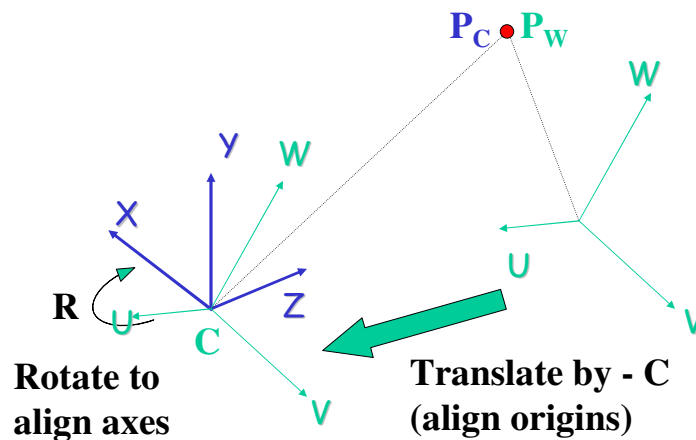 P_C P_W
W
Y
W
X
U
R
Z
U
C
V
V
Rotate to
align axes
Translate by - C
(align origins)